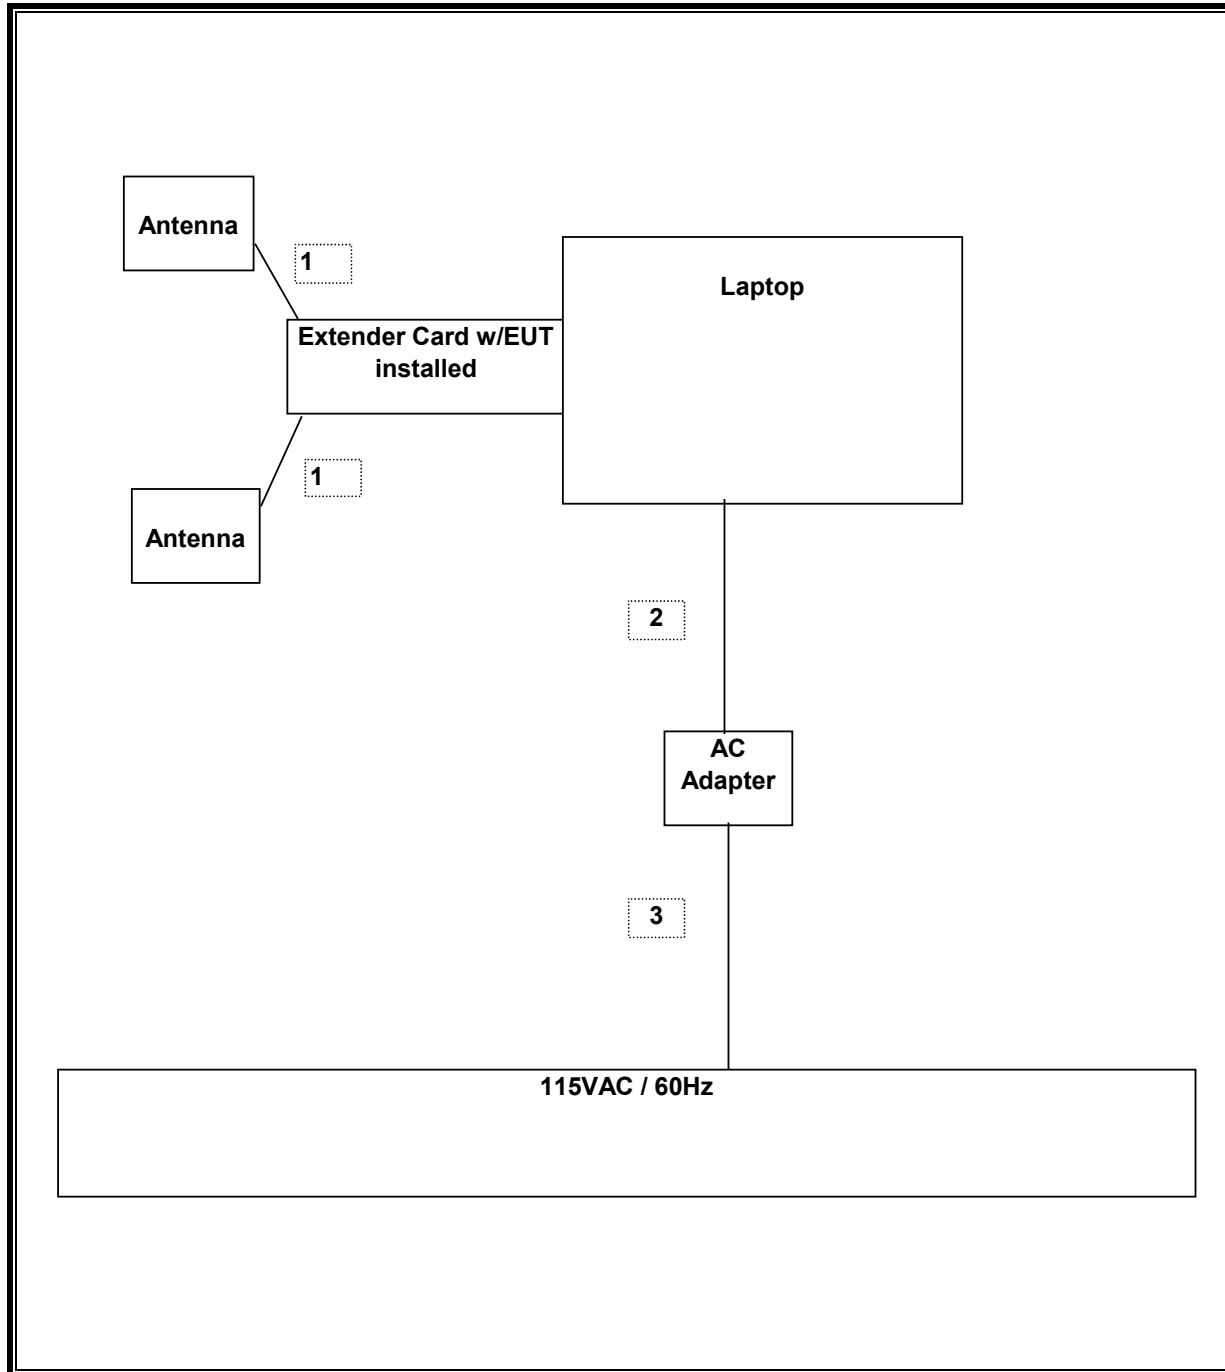 Antenna
1
Laptop
Extender Card w/EUT
installed
1
Antenna
2
AC
Adapter
3
115VAC / 60Hz